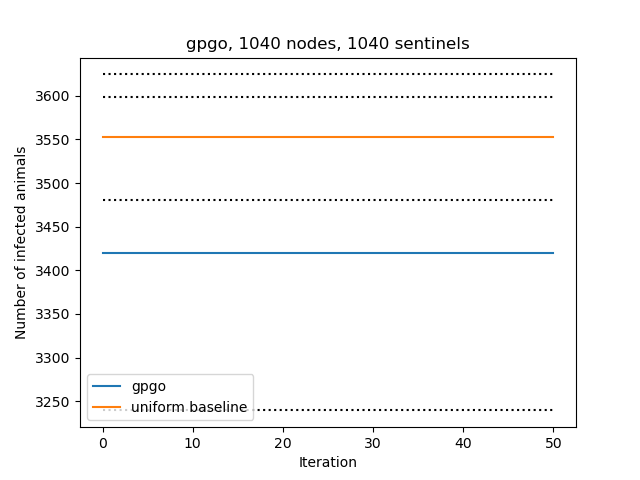 gpgo, 1040 nodes, 1040 sentinels
Number of infected animals
3600
3550
3500
3450
3400
3350
3300
3250
gpgo
uniform baseline
0 10 20 30 40 50
Iteration